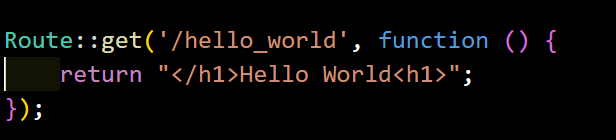 Route::get('/hello_world', function () {
    return "</h1>Hello World<h1>";
});